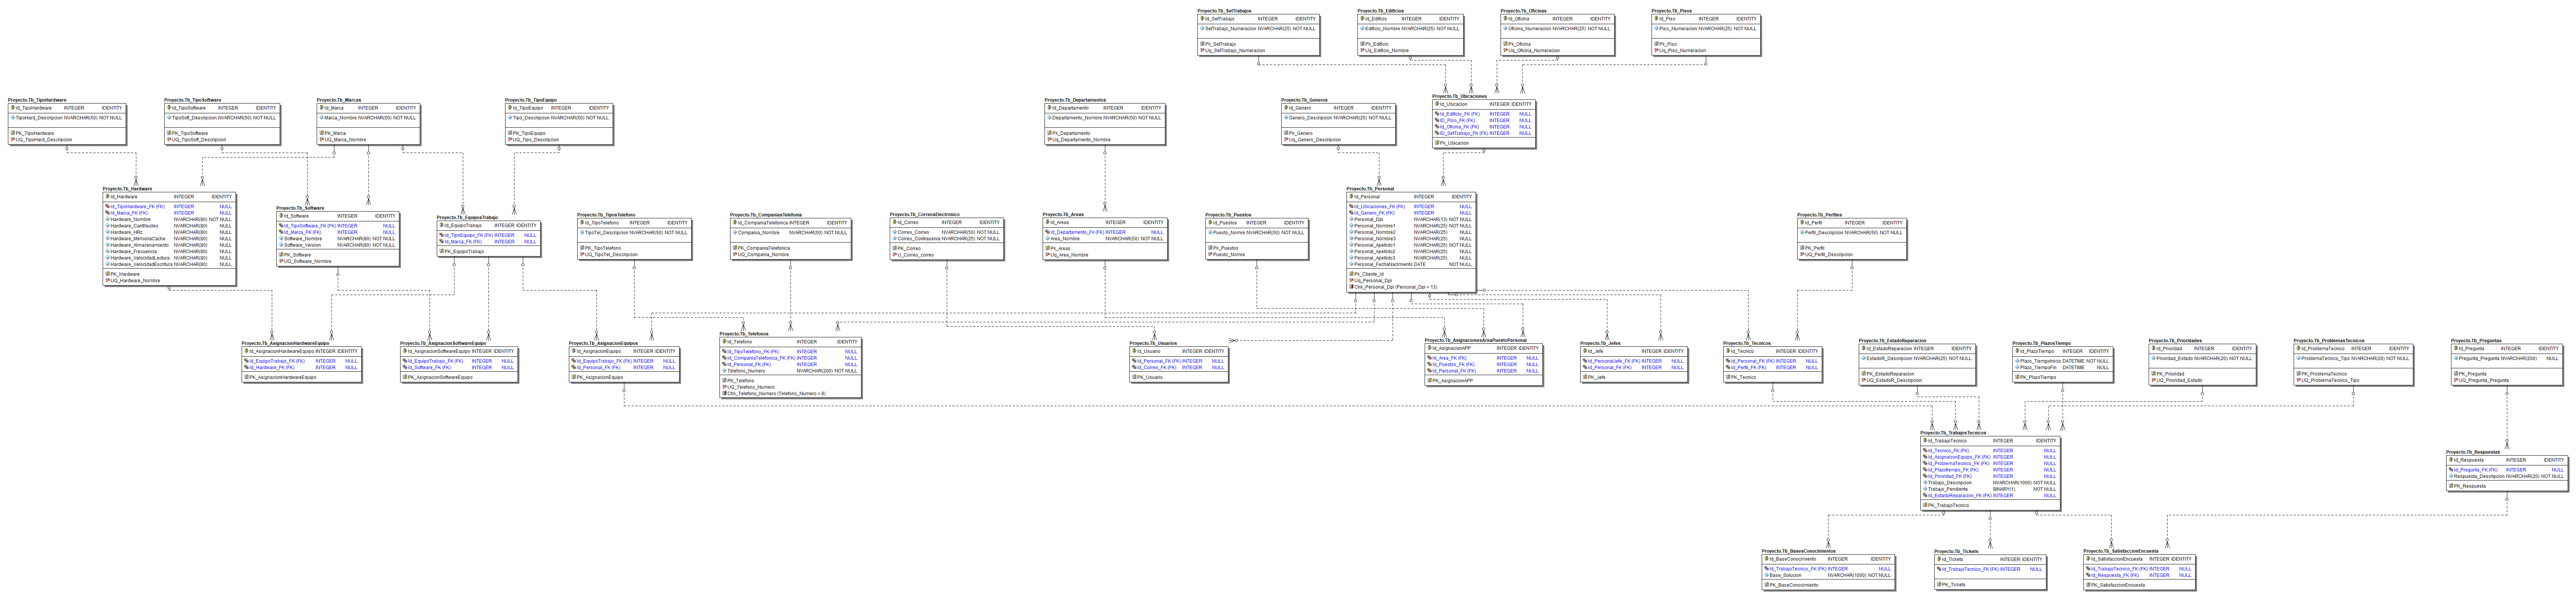 Proyecto.Tb_SetTrabajos
Id_SetTrabajo INTEGER IDENTITY
SetTrabajo_Numeracion NVARCHAR(25) NOT NULL
Pk_SetTrabajo
Uq_SetTrabajo_Numeracion
Proyecto.Tb_Edificios
Id_Edificio INTEGER IDENTITY
Edificio_Nombre NVARCHAR(25) NOT NULL
Pk_Edificio
Uq_Edificio_Nombre
Proyecto.Tb_Oficinas
Id_Oficina INTEGER IDENTITY
Oficina_Numeracion NVARCHAR(25) NOT NULL
Pk_Oficina
Uq_Oficina_Numeracion
Proyecto.Tb_Pisos
Id_Piso INTEGER IDENTITY
Piso_Numeracion NVARCHAR(25) NOT NULL
Pk_Piso
Uq_Piso_Numeracion
Proyecto.Tb_TipoHardware
Id_TipoHardware INTEGER IDENTITY
TipoHard_Descripcion NVARCHAR(50) NOT NULL
PK_TipoHardware
UQ_TipoHard_Descripcion
Proyecto.Tb_TipoSoftware
Id_TipoSoftware INTEGER IDENTITY
TipoSoft_Descripcion NVARCHAR(50) NOT NULL
PK_TipoSoftware
UQ_TipoSoft_Descripcion
Proyecto.Tb_Marcas
Id_Marca INTEGER IDENTITY
Marca_Nombre NVARCHAR(50) NOT NULL
PK_Marca
UQ_Marca_Nombre
Proyecto.Tb_TipoEquipo
Id_TipoEquipo INTEGER IDENTITY
Tipo_Descripcion NVARCHAR(50) NOT NULL
PK_TipoEquipo
UQ_Tipo_Descripcion
Proyecto.Tb_Departamentos
Id_Departamento INTEGER IDENTITY
Departamento_Nombre NVARCHAR(50) NOT NULL
Pk_Departamento
Uq_Departamento_Nombre
Proyecto.Tb_Generos
Id_Genero INTEGER IDENTITY
Genero_Descripcion NVARCHAR(25) NOT NULL
Pk_Genero
Uq_Genero_Descripcion
Proyecto.Tb_Ubicaciones
Id_Ubicacion INTEGER IDENTITY
Id_Edificio_FK (FK) INTEGER NULL
ID_Piso_FK (FK) INTEGER NULL
Id_Oficina_FK (FK) INTEGER NULL
ID_SetTrabajo_FK (FK) INTEGER NULL
Pk_Ubicacion
Proyecto.Tb_Hardware
Id_Hardware INTEGER IDENTITY
Id_TipoHardware_FK (FK) INTEGER NULL
Id_Marca_FK (FK) INTEGER NULL
Hardware_Nombre NVARCHAR(80) NOT NULL
Hardware_CantNucleo NVARCHAR(80) NULL
Hardware_HRz NVARCHAR(80) NULL
Hardware_MemoriaCache NVARCHAR(80) NULL
Hardware_Almacenamiento NVARCHAR(80) NULL
Hardware_Frecuencia NVARCHAR(80) NULL
Hardware_VelocidadLectura NVARCHAR(80) NULL
Hardware_VelocidadEscritura NVARCHAR(80) NULL
PK_Hardware
UQ_Hardware_Nombre
Proyecto.Tb_Software
Id_Software INTEGER IDENTITY
Id_TipoSoftware_FK (FK) INTEGER NULL
Id_Marca_FK (FK) INTEGER NULL
Software_Nombre NVARCHAR(80) NOT NULL
Software_Version NVARCHAR(80) NOT NULL
PK_Software
UQ_Software_Nombre
Proyecto.Tb_EquiposTrabajo
Id_EquipoTrabajo INTEGER IDENTITY
Id_TipoEquipo_FK (FK) INTEGER NULL
Id_Marca_FK (FK) INTEGER NULL
PK_EquipoTrabajo
Proyecto.Tb_TiposTelefono
Id_TipoTelefono INTEGER IDENTITY
TipoTel_Descripcion NVARCHAR(50) NOT NULL
PK_TipoTelefono
UQ_TipoTel_Descripcion
Proyecto.Tb_CompaniasTelefonia
Id_CompaniaTelefonica INTEGER IDENTITY
Compania_Nombre NVARCHAR(50) NOT NULL
PK_CompaniaTelefonica
UQ_Compania_Nombre
Proyecto.Tb_CorreosElectronico
Id_Correo INTEGER IDENTITY
Correo_Correo NVARCHAR(50) NOT NULL
Correo_Contrasenia NVARCHAR(25) NOT NULL
PK_Correo
U_Correo_correo
Proyecto.Tb_Areas
Id_Areas INTEGER IDENTITY
Id_Departamento_FK (FK) INTEGER NULL
Area_Nombre NVARCHAR(50) NOT NULL
Pk_Areas
Uq_Area_Nombre
Proyecto.Tb_Puestos
Id_Puestos INTEGER IDENTITY
Puesto_Nomre NVARCHAR(50) NOT NULL
Pk_Puestos
Puesto_Nomre
Proyecto.Tb_Personal
Id_Personal INTEGER IDENTITY
Id_Ubicaciones_FK (FK) INTEGER NULL
Id_Genero_FK (FK) INTEGER NULL
Personal_Dpi NVARCHAR(13) NOT NULL
Personal_Nombre1 NVARCHAR(25) NOT NULL
Personal_Nombre2 NVARCHAR(25) NULL
Personal_Nombre3 NVARCHAR(25) NULL
Personal_Apellido1 NVARCHAR(25) NOT NULL
Personal_Apellido2 NVARCHAR(25) NULL
Personal_Apellido3 NVARCHAR(25) NULL
Personal_FechaNacimiento DATE NOT NULL
Pk_Cliente_Id
Uq_Personal_Dpi
Chk_Personal_Dpi (Personal_Dpi = 13)
Proyecto.Tb_Perfiles
Id_Perfil INTEGER IDENTITY
Perfil_Descripcion NVARCHAR(50) NOT NULL
PK_Perfil
UQ_Perfil_Descripcion
Proyecto.Tb_AsignacionHardwareEquipo
Id_AsignacionHardwareEquipo INTEGER IDENTITY
Id_EquipoTrabajo_FK (FK) INTEGER NULL
Id_Hardware_FK (FK) INTEGER NULL
PK_AsignacionHardwareEquipo
Proyecto.Tb_AsignacionSoftwareEquipo
Id_AsignacionSoftwareEquipo INTEGER IDENTITY
Id_EquipoTrabajo_FK (FK) INTEGER NULL
Id_Software_FK (FK) INTEGER NULL
PK_AsignacionSoftwareEquipo
Proyecto.Tb_AsignacionEquipos
Id_AsignacionEquipo INTEGER IDENTITY
Id_EquipoTrabajo_FK (FK) INTEGER NULL
Id_Personal_FK (FK) INTEGER NULL
PK_AsignacionEquipo
Proyecto.Tb_Telefonos
Id_Telefono INTEGER IDENTITY
Id_TipoTelefono_FK (FK) INTEGER NULL
Id_CompaniaTelefonica_FK (FK) INTEGER NULL
Id_Personal_FK (FK) INTEGER NULL
Telefono_Numero NVARCHAR(200) NOT NULL
PK_Telefono
UQ_Telefono_Numero
Chk_Telefono_Numero (Telefono_Numero = 8)
Proyecto.Tb_Usuarios
Id_Usuario INTEGER IDENTITY
Id_Personal_FK (FK) INTEGER NULL
Id_Correo_FK (FK) INTEGER NULL
PK_Usuario
Proyecto.Tb_AsignacionesAreaPuestoPersonal
Id_AsignacionAPP INTEGER IDENTITY
Id_Area_FK (FK) INTEGER NULL
Id_Puestos_FK (FK) INTEGER NULL
Id_Personal_FK (FK) INTEGER NULL
PK_AsignacionAPP
Proyecto.Tb_Jefes
Id_Jefe INTEGER IDENTITY
Id_PersonalJefe_FK (FK) INTEGER NULL
Id_Personal_FK (FK) INTEGER NULL
PK_Jefe
Proyecto.Tb_Tecnicos
Id_Tecnico INTEGER IDENTITY
Id_Personal_FK (FK) INTEGER NULL
Id_Perfil_FK (FK) INTEGER NULL
PK_Tecnico
Proyecto.Tb_EstadoReparacion
Id_EstadoReparacion INTEGER IDENTITY
EstadoR_Descripcion NVARCHAR(25) NOT NULL
PK_EstadoReparacion
UQ_EstadoR_Descripcion
Proyecto.Tb_PlazosTiempo
Id_PlazoTiempo INTEGER IDENTITY
Plazo_TiempoInicio DATETIME NOT NULL
Plazo_TiempoFin DATETIME NULL
PK_PlazoTiempo
Proyecto.Tb_Prioridades
Id_Prioridad INTEGER IDENTITY
Prioridad_Estado NVARCHAR(20) NOT NULL
PK_Prioridad
UQ_Prioridad_Estado
Proyecto.Tb_ProblemasTecnicos
Id_ProblemaTecnico INTEGER IDENTITY
ProblemaTecnico_Tipo NVARCHAR(20) NOT NULL
PK_ProblemaTecnico
UQ_ProblemaTecnico_Tipo
Proyecto.Tb_Preguntas
Id_Pregunta INTEGER IDENTITY
Pregunta_Pregunta NVARCHAR(200) NULL
PK_Pregunta
UQ_Pregunta_Pregunta
Proyecto.Tb_TrabajosTecnicos
Id_TrabajoTecnico INTEGER IDENTITY
Id_Tecnico_FK (FK) INTEGER NULL
Id_AsignacionEquipo_FK (FK) INTEGER NULL
Id_ProblemaTecnico_FK (FK) INTEGER NULL
Id_Plazotiempo_FK (FK) INTEGER NULL
Id_Prioridad_FK (FK) INTEGER NULL
Trabajo_Descripcion NVARCHAR(1000) NOT NULL
Trabajo_Pendiente BINARY(1) NOT NULL
Id_EstadoReparacion_FK (FK) INTEGER NULL
PK_TrabajoTecnico
Proyecto.Tb_Respuestas
Id_Respuesta INTEGER IDENTITY
Id_Pregunta_FK (FK) INTEGER NULL
Respuesta_Descripcion NVARCHAR(20) NOT NULL
PK_Respuesta
Proyecto.Tb_BasesConocimientos
Id_BaseConocimiento INTEGER IDENTITY
Id_TrabajoTecnico_FK (FK) INTEGER NULL
Base_Solucion NVARCHAR(1000) NOT NULL
PK_BaseConocimiento
Proyecto.Tb_Tickets
Id_Tickets INTEGER IDENTITY
Id_TrabajoTecnico_FK (FK) INTEGER NULL
PK_Tickets
Proyecto.Tb_SatisfaccionEncuesta
Id_SatisfaccionEncuesta INTEGER IDENTITY
Id_TrabajoTecnico_FK (FK) INTEGER NULL
Id_Respuesta_FK (FK) INTEGER NULL
PK_SatisfaccionEncuesta